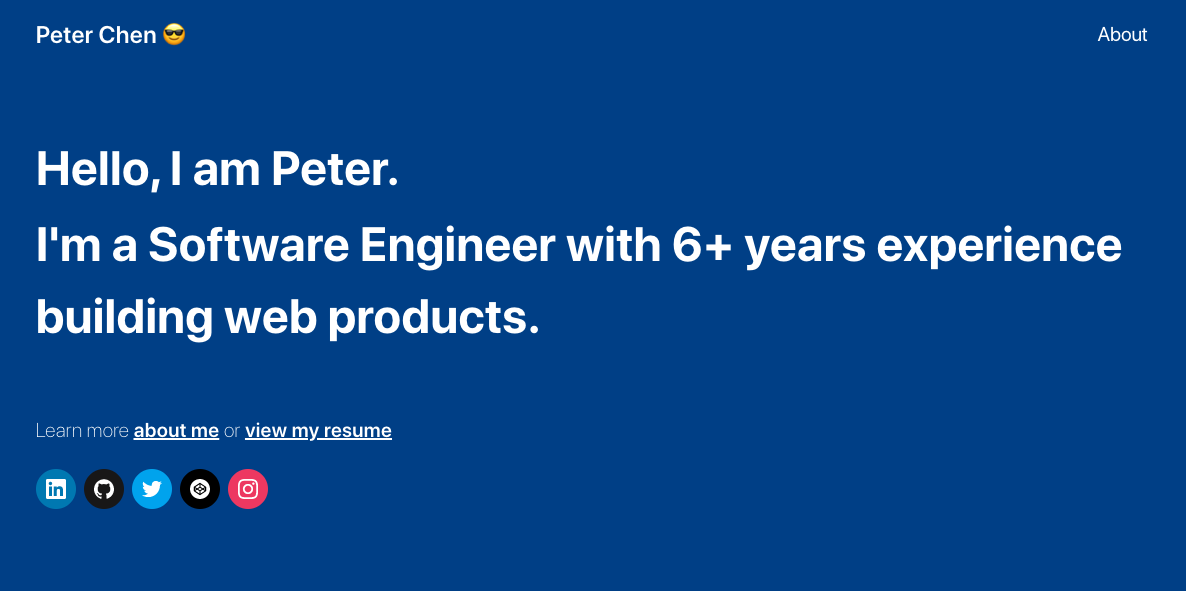 Peter Chen 😎
About
Hello, I am Peter.
I'm a Software Engineer with 6+ years experience
building web products.
Learn more about me or view my resume
in